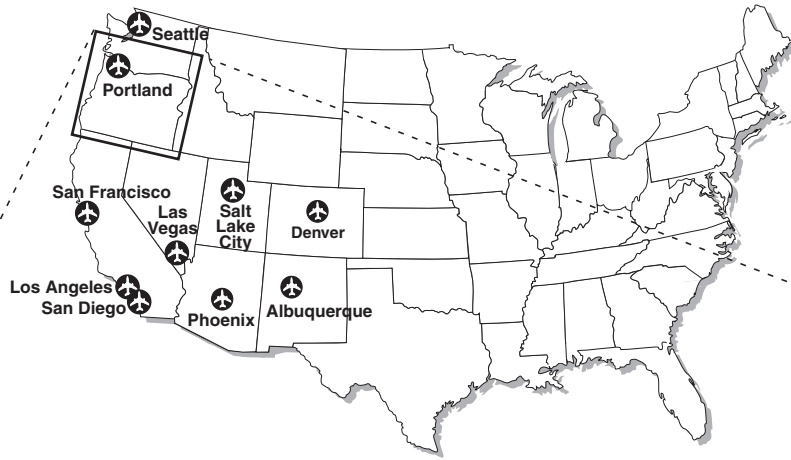 Seattle
Portland
San Francisco
Las
Vegas
Salt
Lake
City
Denver
Los Angeles
San Diego
Phoenix
Albuquerque